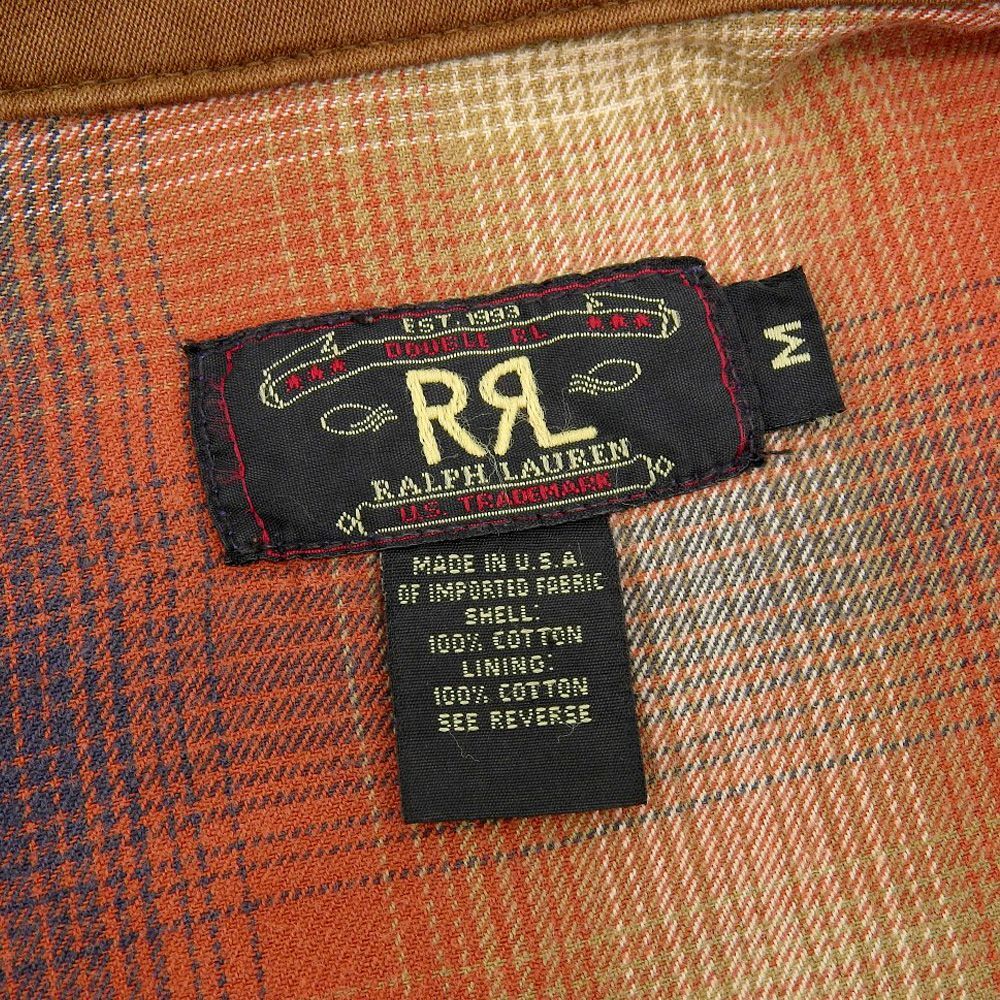 EST 1993
DOUBLE RL
RRL
RALPH LAUREN
U.S. TRADEMARK
M
MADE IN U.S.A.
OF IMPORTED FABRIC
SHELL:
100% COTTON
LINING:
100% COTTON
SEE REVERSE